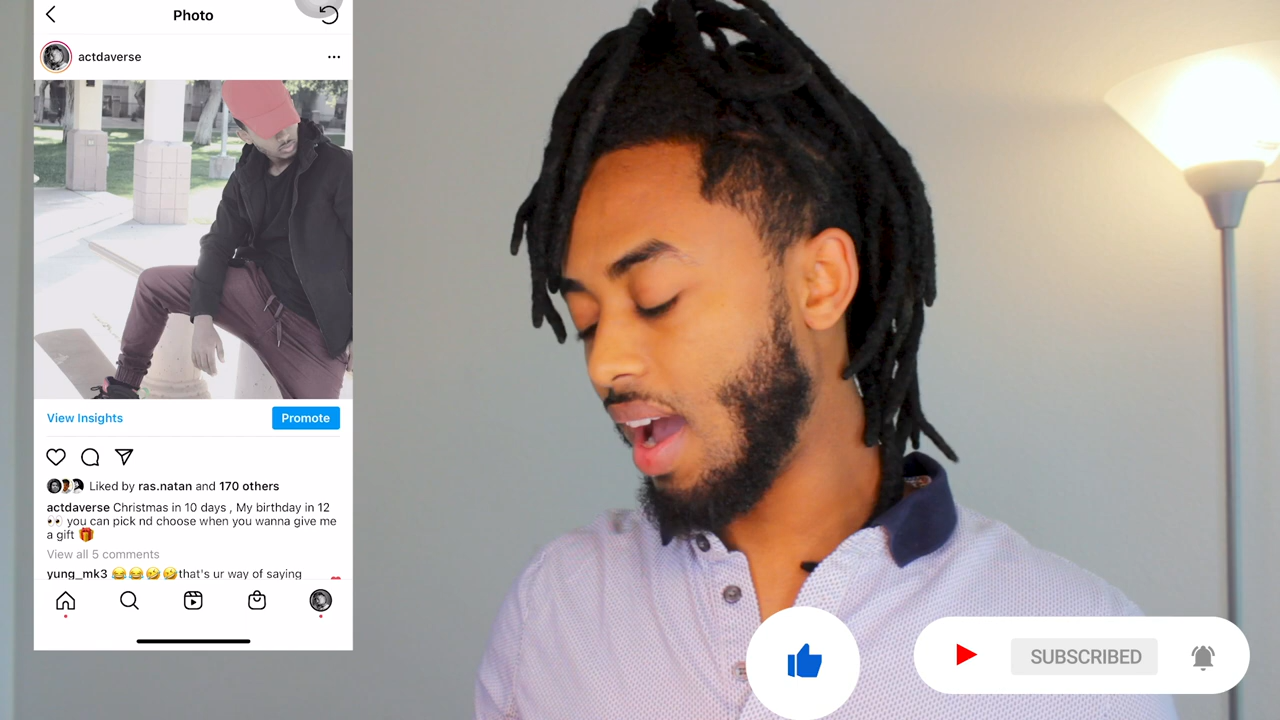 Photo
actdaverse
View Insights
Promote
Liked by ras.natan and 170 others
actdaverse Christmas in 10 days , My birthday in 12
👀 you can pick nd choose when you wanna give me
a gift 🎁
View all 5 comments
yung_mk3 😂😂🤣🤣that's ur way of saying
SUBSCRIBED